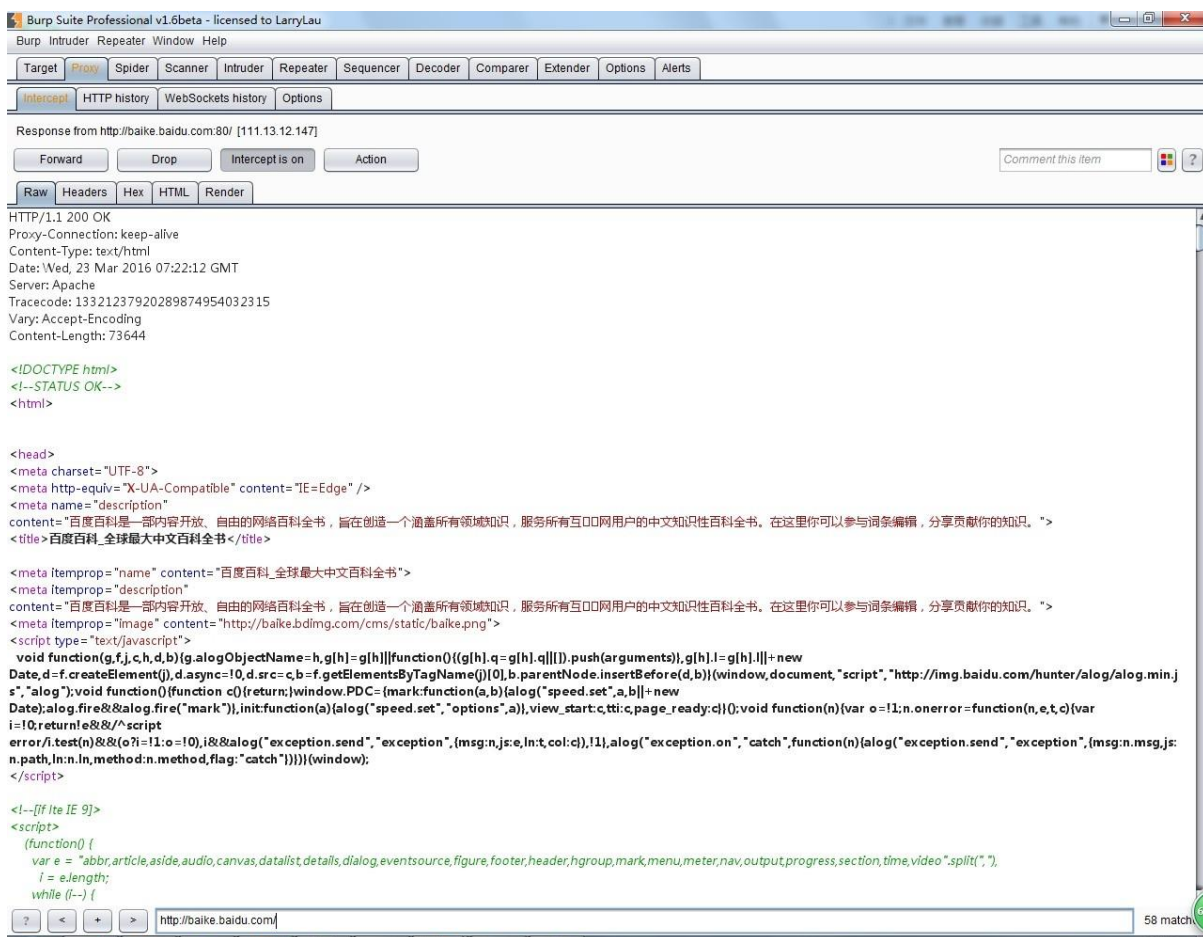 Burp Suite Professional v1.6beta - licensed to LarryLau
Burp Intruder Repeater Window Help
Target Proxy Spider Scanner Intruder Repeater Sequencer Decoder Comparer Extender Options Alerts
Intercept HTTP history WebSockets history Options
Response from http://baike.baidu.com:80/ [111.13.12.147]
Forward Drop Intercept is on Action Comment this item ?
Raw Headers Hex HTML Render
HTTP/1.1 200 OK
Proxy-Connection: keep-alive
Content-Type: text/html
Date: Wed, 23 Mar 2016 07:22:12 GMT
Server: Apache
Tracecode: 13321237920289874954032315
Vary: Accept-Encoding
Content-Length: 73644
<!DOCTYPE html>
<!--STATUS OK-->
<html>
<head>
<meta charset="UTF-8">
<meta http-equiv="X-UA-Compatible" content="IE=Edge" />
<meta name="description"
content="百度百科是一部内容开放、自由的网络百科全书，旨在创造一个涵盖所有领域知识，服务所有互□□网用户的中文知识性百科全书。在这里你可以参与词条编辑，分享贡献你的知识。">
<title>百度百科_全球最大中文百科全书</title>
<meta itemprop="name" content="百度百科_全球最大中文百科全书">
<meta itemprop="description"
content="百度百科是一部内容开放、自由的网络百科全书，旨在创造一个涵盖所有领域知识，服务所有互□□网用户的中文知识性百科全书。在这里你可以参与词条编辑，分享贡献你的知识。">
<meta itemprop="image" content="http://baike.bdimg.com/cms/static/baike.png">
<script type="text/javascript">
void function(g,f,j,c,h,d,b){g.alogObjectName=h,g[h]=g[h]||function(){(g[h].q=g[h].q||[]).push(arguments)},g[h].l=g[h].l||+new
Date,d=f.createElement(j),d.async=!0,d.src=c,b=f.getElementsByTagName(j)[0],b.parentNode.insertBefore(d,b)}(window,document,"script","http://img.baidu.com/hunter/alog/alog.min.j
s","alog");void function(){function c(){return;}window.PDC={mark:function(a,b){alog("speed.set",a,b||+new
Date);alog.fire&&alog.fire("mark")},init:function(a){alog("speed.set","options",a)},view_start:c,tti:c,page_ready:c}}();void function(n){var o=!1;n.onerror=function(n,e,t,c){var
i=!0;return!e&&/^script
error/i.test(n)&&(o?i=!1:o=!0),i&&alog("exception.send","exception",{msg:n,js:e,ln:t,col:c}),!1},alog("exception.on","catch",function(n){alog("exception.send","exception",{msg:n.msg,js:
n.path,ln:n.ln,method:n.method,flag:"catch"})})}(window);
</script>
<!--[if lte IE 9]>
<script>
(function() {
var e = "abbr,article,aside,audio,canvas,datalist,details,dialog,eventsource,figure,footer,header,hgroup,mark,menu,meter,nav,output,progress,section,time,video".split(","),
i = e.length;
while (i--) {
? < + > http://baike.baidu.com/ 58